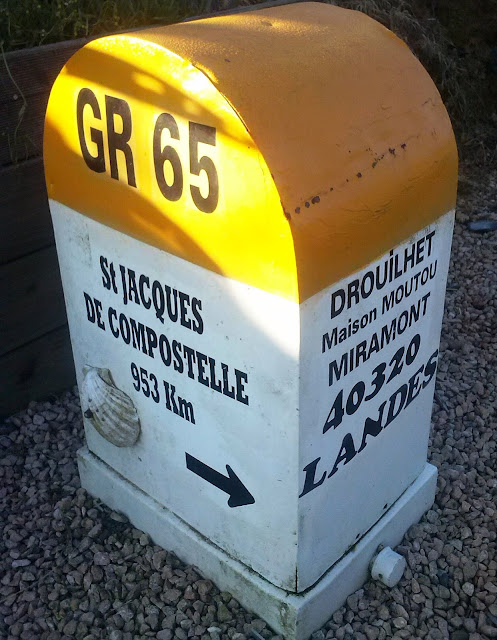 GR 65
St JACQUES
DE COMPOSTELLE
953 Km
DROUiLHET
Maison MOUTOU
MIRAMONT
40320
LANDES